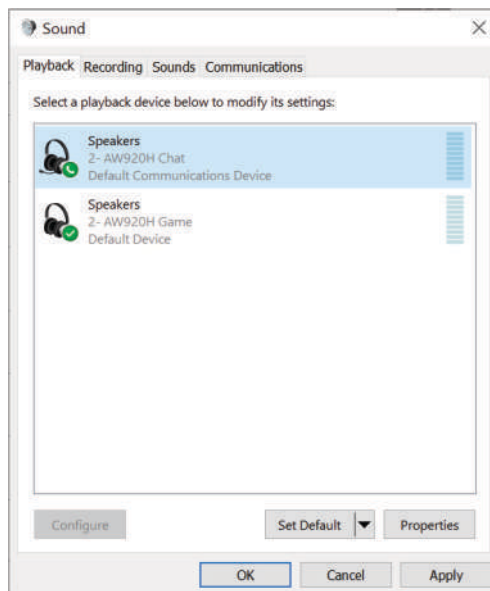 Sound
Playback Recording Sounds Communications
Select a playback device below to modify its settings:
Speakers
2- AW920H Chat
Default Communications Device
Speakers
2- AW920H Game
Default Device
Configure Set Default Properties
OK Cancel Apply